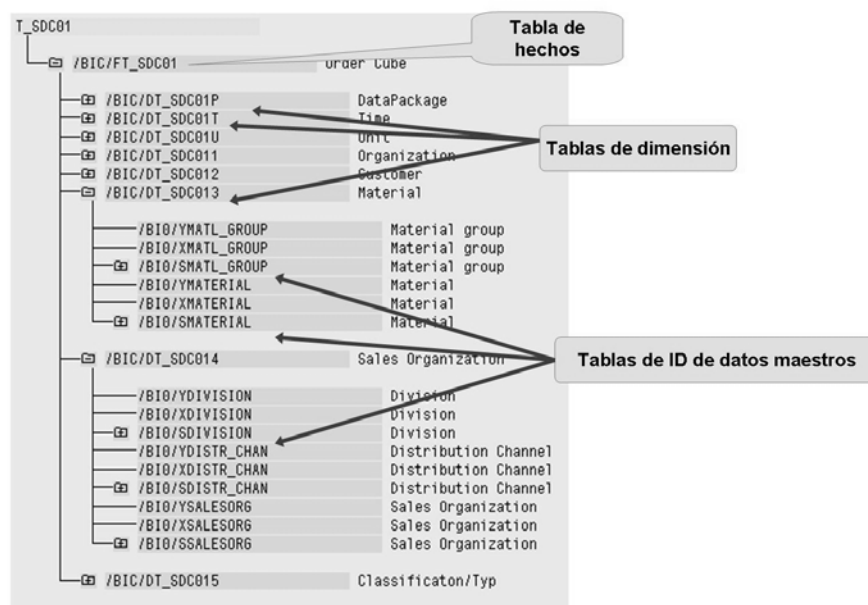 T_SDC01
Tabla de
hechos
/BIC/FT_SDC01 Order Cube
/BIC/DT_SDC01P DataPackage
/BIC/DT_SDC01T Time
/BIC/DT_SDC01U Unit
Tablas de dimensión
/BIC/DT_SDC011 Organization
/BIC/DT_SDC012 Customer
/BIC/DT_SDC013 Material
/BI0/YMATL_GROUP Material group
/BI0/XMATL_GROUP Material group
/BI0/SMATL_GROUP Material group
/BI0/YMATERIAL Material
/BI0/XMATERIAL Material
/BI0/SMATERIAL Material
/BIC/DT_SDC014 Sales Organization
Tablas de ID de datos maestros
/BI0/YDIVISION Division
/BI0/XDIVISION Division
/BI0/SDIVISION Division
/BI0/YDISTR_CHAN Distribution Channel
/BI0/XDISTR_CHAN Distribution Channel
/BI0/SDISTR_CHAN Distribution Channel
/BI0/YSALESORG Sales Organization
/BI0/XSALESORG Sales Organization
/BI0/SSALESORG Sales Organization
/BIC/DT_SDC015 Classificaton/Typ